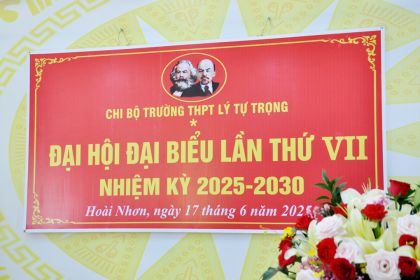 CHI BỘ TRƯỜNG THPT LÝ TỰ TRỌNG
*
ĐẠI HỘI ĐẠI BIỂU LẦN THỨ VII
NHIỆM KỲ 2025-2030
Hoài Nhơn, ngày 17 tháng 6 năm 202